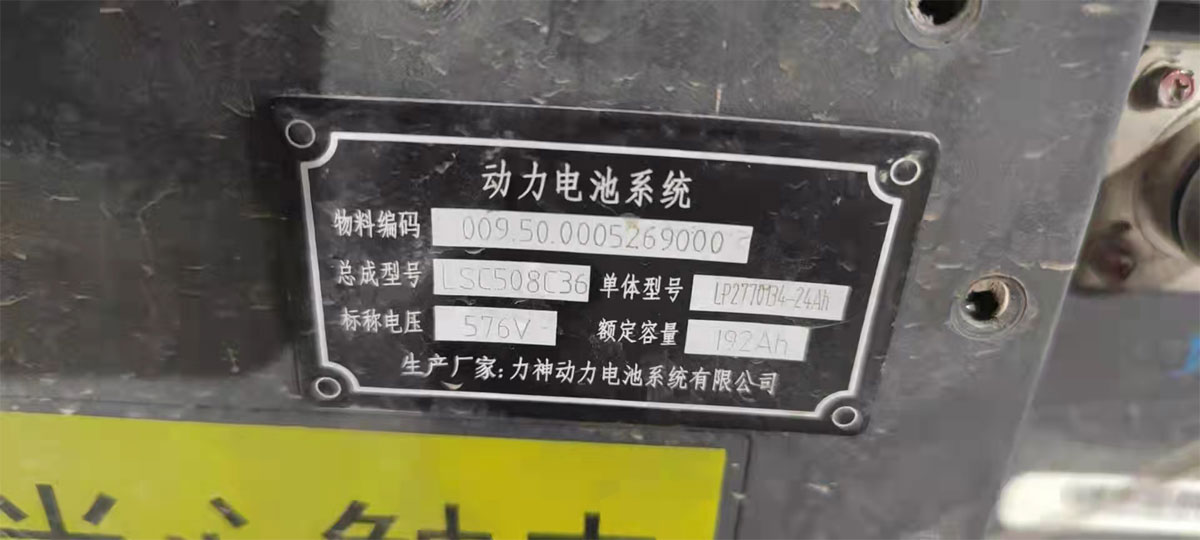 动力电池系统
物料编码 009.50.0005269000
总成型号 LSC508C36 单体型号 LP2770134-24Ah
标称电压 576V 额定容量 192Ah
生产厂家:力神动力电池系统有限公司